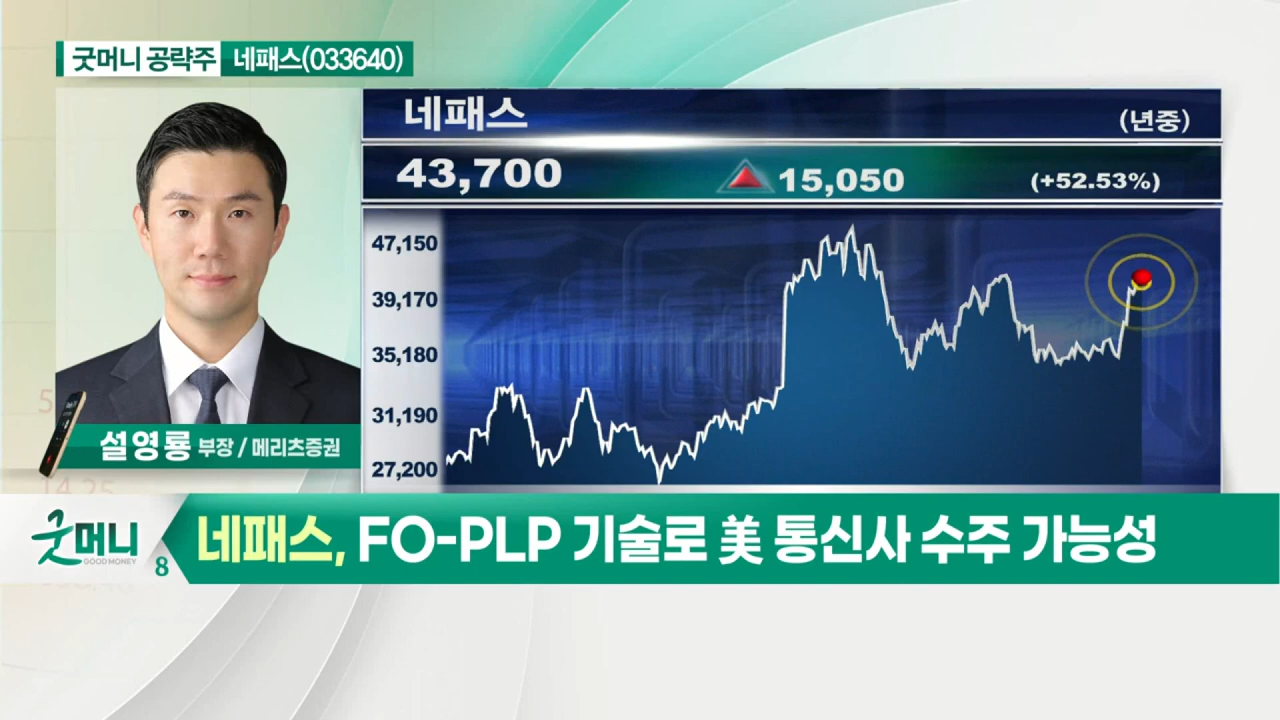 굿머니 공략주 네패스(033640)
네패스 (년중)
43,700 ▲ 15,050 (+52.53%)
47,150
39,170
35,180
31,190
27,200
설영룡 부장 / 메리츠증권
굿머니
GOOD MONEY
8
네패스, FO-PLP 기술로 美 통신사 수주 가능성